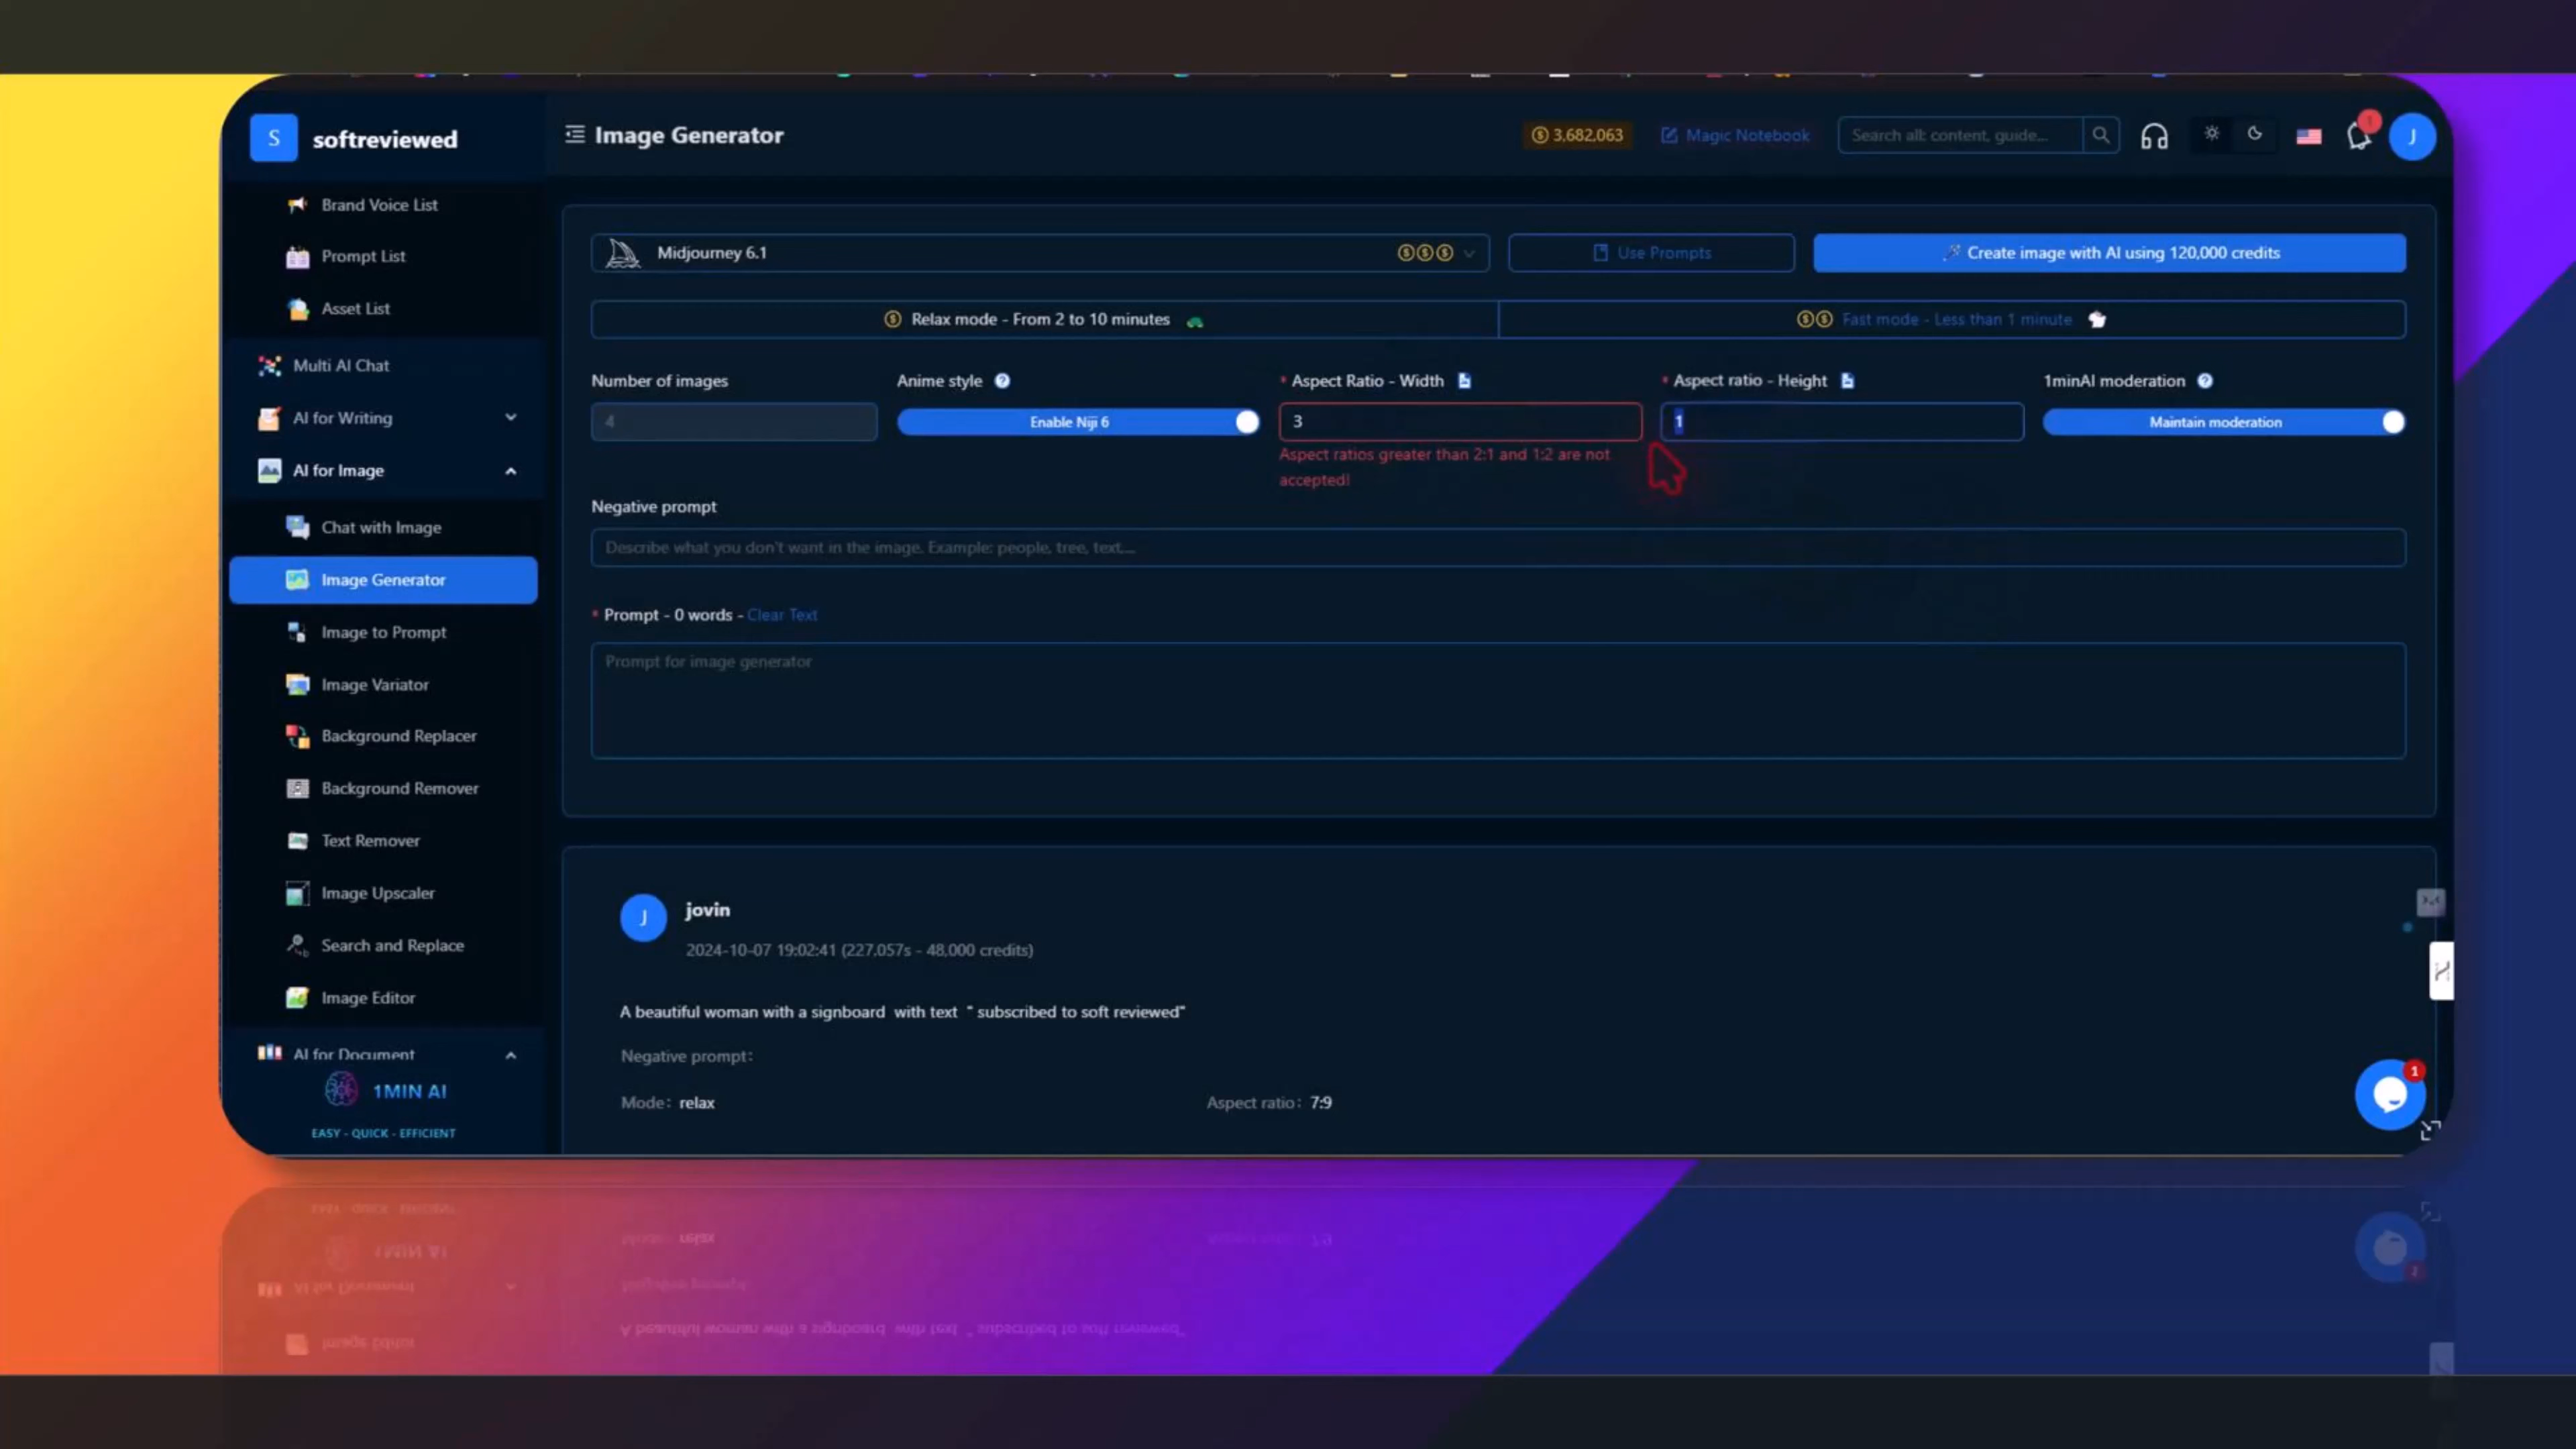 S softreviewed
Image Generator
3,682,063
Magic Notebook
Search all: content, guide...
J
Brand Voice List
Prompt List
Asset List
Multi AI Chat
AI for Writing
AI for Image
Chat with Image
Image Generator
Image to Prompt
Image Variator
Background Replacer
Background Remover
Text Remover
Image Upscaler
Search and Replace
Image Editor
AI for Document
1MIN AI
EASY - QUICK - EFFICIENT
Midjourney 6.1
Use Prompts
Create image with AI using 120,000 credits
Relax mode - From 2 to 10 minutes
Fast mode - Less than 1 minute
Number of images
4
Anime style
Enable Niji 6
* Aspect Ratio - Width
3
Aspect ratios greater than 2:1 and 1:2 are not
accepted!
* Aspect ratio - Height
1
1minAI moderation
Maintain moderation
Negative prompt
Describe what you don't want in the image. Example: people, tree, text....
* Prompt - 0 words - Clear Text
Prompt for image generator
J
jovin
2024-10-07 19:02:41 (227.057s - 48,000 credits)
A beautiful woman with a signboard with text " subscribed to soft reviewed"
Negative prompt:
Mode: relax
Aspect ratio: 7:9
1